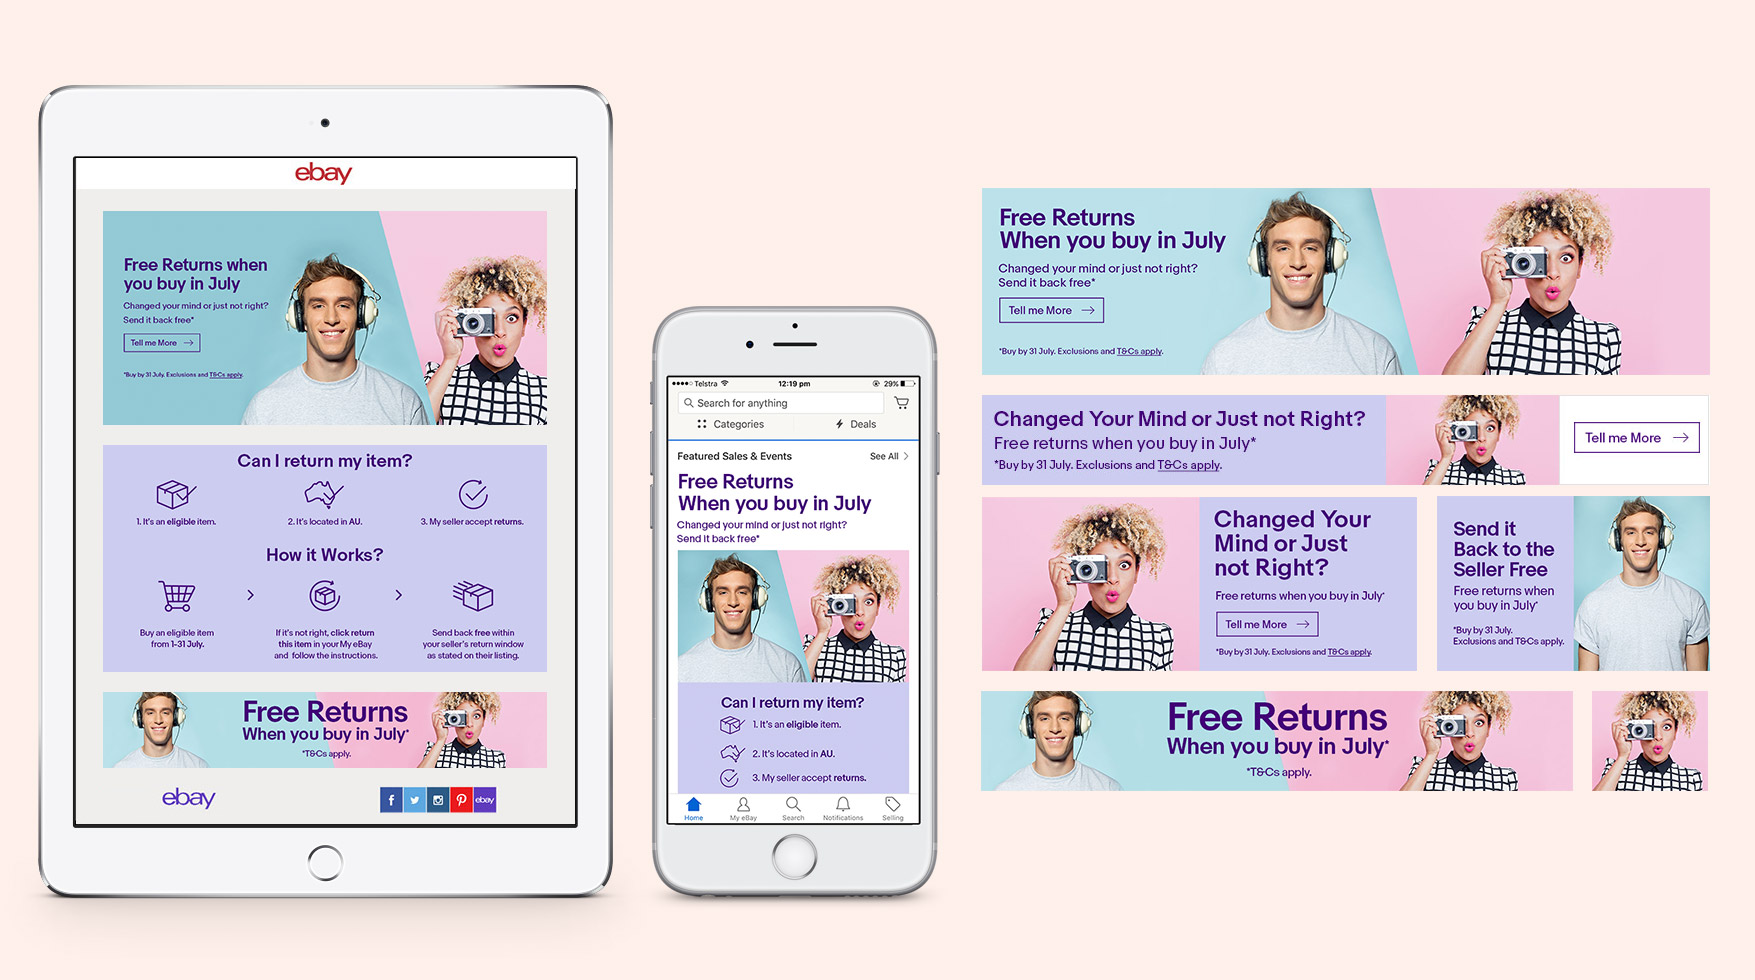 ebay
Free Returns when
you buy in July
Changed your mind or just not right?
Send it back free*
Tell me More
*Buy by 31 July. Exclusions and T&Cs apply.
Can I return my item?
1. It's an eligible item.
2. It's located in AU.
3. My seller accept returns.
How it Works?
Buy an eligible item
from 1-31 July.
If it's not right, click return
this item in your My eBay
and follow the instructions.
Send back free within
your seller's return window
as stated on their listing.
Free Returns
When you buy in July*
*T&Cs apply.
ebay
ebay
Telstra
12:19 pm
29%
Search for anything
Categories
Deals
Featured Sales & Events
See All
Free Returns
When you buy in July
Changed your mind or just not right?
Send it back free*
Can I return my item?
1. It's an eligible item.
2. It's located in AU.
3. My seller accept returns.
Home
My eBay
Search
Notifications
Selling
Free Returns
When you buy in July
Changed your mind or just not right?
Send it back free*
Tell me More
*Buy by 31 July. Exclusions and T&Cs apply.
Changed Your Mind or Just not Right?
Free returns when you buy in July*
*Buy by 31 July. Exclusions and T&Cs apply.
Tell me More
Changed Your
Mind or Just
not Right?
Free returns when you buy in July*
Tell me More
*Buy by 31 July. Exclusions and T&Cs apply.
Send it
Back to the
Seller Free
Free returns when
you buy in July*
*Buy by 31 July.
Exclusions and T&Cs apply.
Free Returns
When you buy in July*
*T&Cs apply.